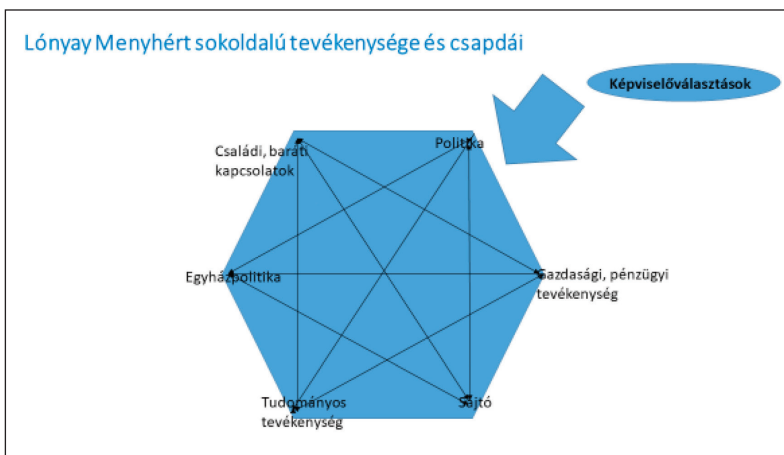 Lónyay Menyhért sokoldalú tevékenysége és csapdái
Képviselőválasztások
Családi, baráti
kapcsolatok
Politika
Egyházpolitika
Gazdasági, pénzügyi
tevékenység
Tudományos
tevékenység
Sajtó